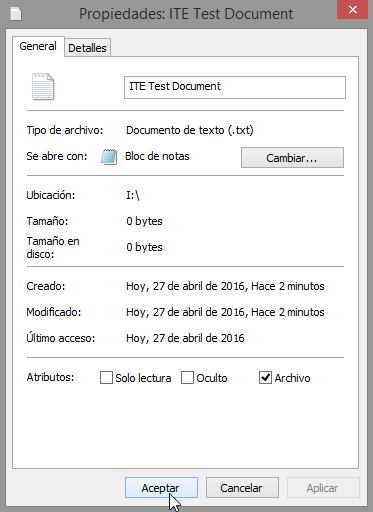 Propiedades: ITE Test Document
General Detalles
ITE Test Document
Tipo de archivo: Documento de texto (.txt)
Se abre con: Bloc de notas Cambiar...
Ubicación: I:\
Tamaño: 0 bytes
Tamaño en
disco: 0 bytes
Creado: Hoy, 27 de abril de 2016, Hace 2 minutos
Modificado: Hoy, 27 de abril de 2016, Hace 2 minutos
Último acceso: Hoy, 27 de abril de 2016
Atributos: Solo lectura Oculto Archivo
Aceptar Cancelar Aplicar